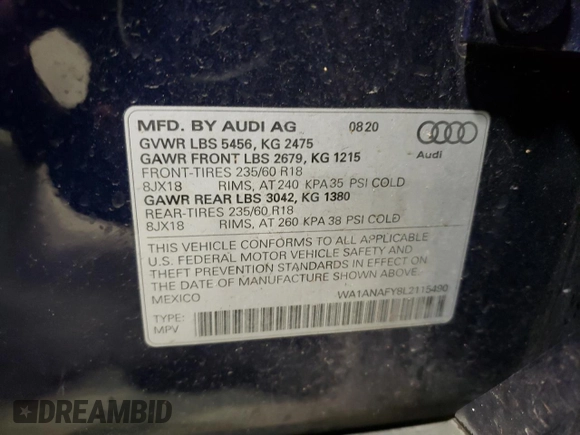 MFD. BY AUDI AG 0820
GVWR LBS 5456, KG 2475
GAWR FRONT LBS 2679, KG 1215
Audi
FRONT-TIRES 235/60 R18
8JX18 RIMS, AT 240 KPA 35 PSI COLD
GAWR REAR LBS 3042, KG 1380
REAR-TIRES 235/60 R18
8JX18 RIMS, AT 260 KPA 38 PSI COLD
THIS VEHICLE CONFORMS TO ALL APPLICABLE
U.S. FEDERAL MOTOR VEHICLE SAFETY AND
THEFT PREVENTION STANDARDS IN EFFECT ON
THE DATE OF MANUFACTURE SHOWN ABOVE.
MEXICO
WA1ANAFY8L2115490
TYPE:
MPV
DREAMBID